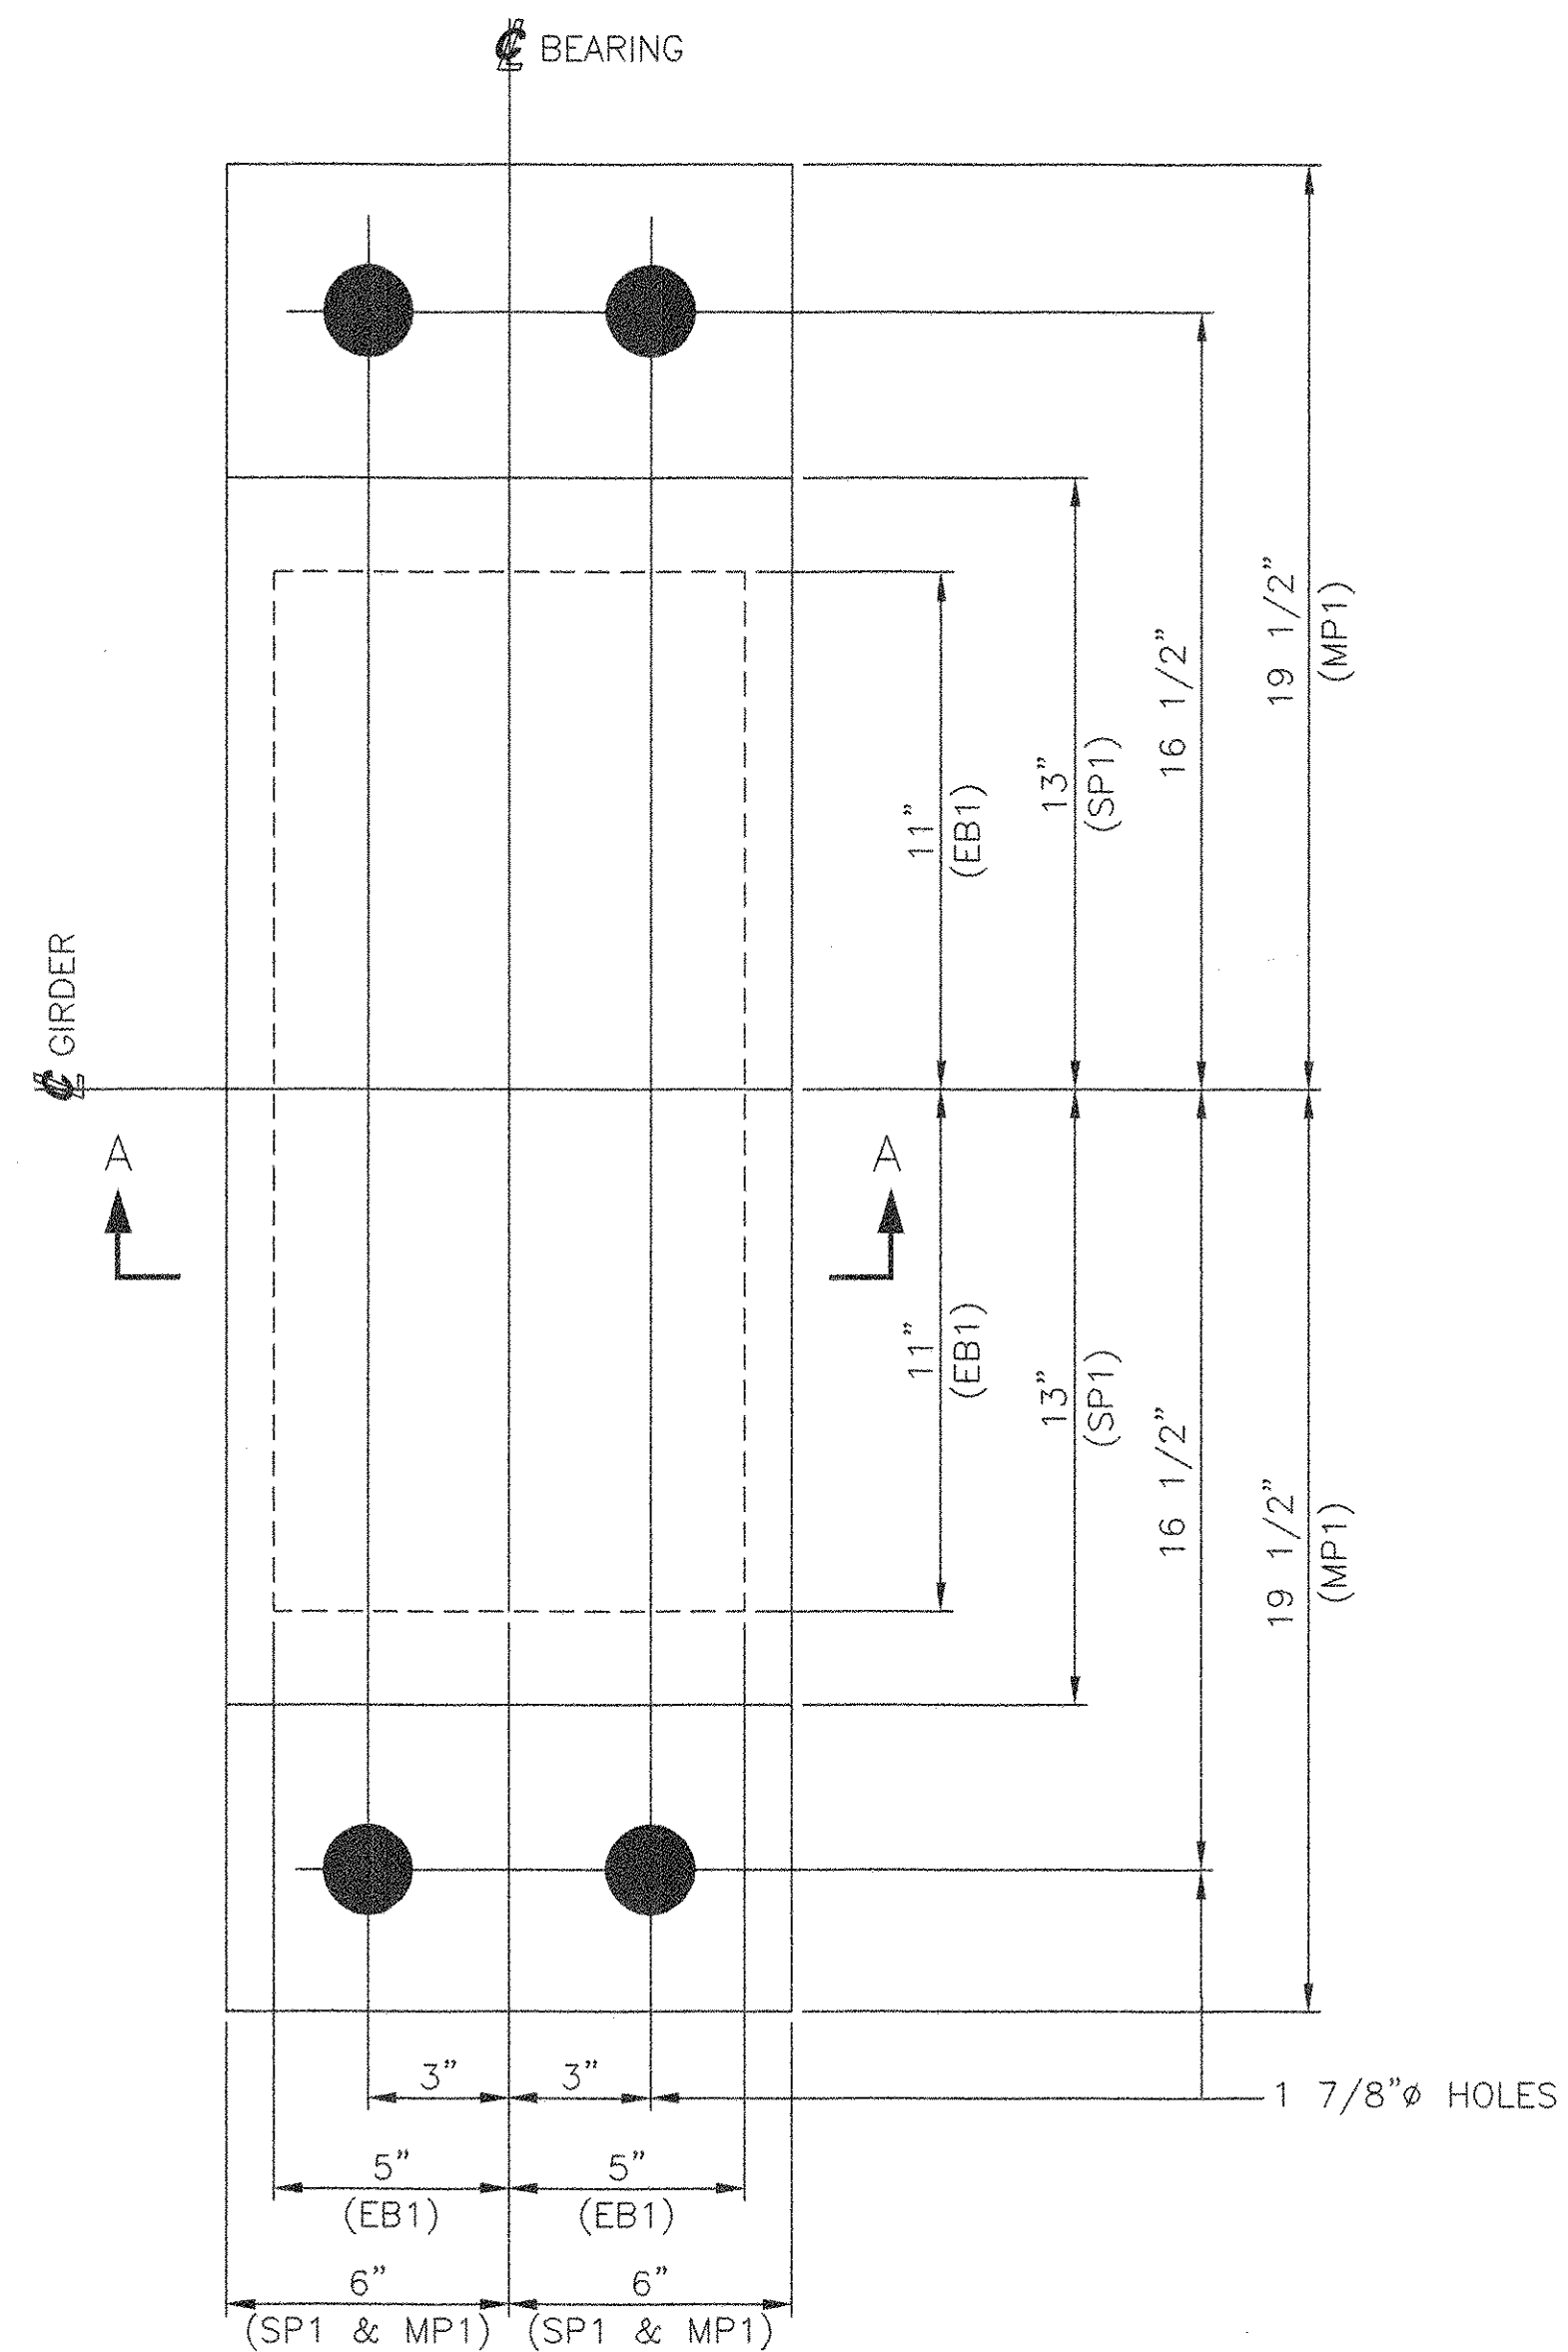 ℄ BEARING
℄ GIRDER
A
A
11"
(EB1)
13"
(SP1)
16 1/2"
19 1/2"
(MP1)
11"
(EB1)
13"
(SP1)
16 1/2"
19 1/2"
(MP1)
3"
3"
1 7/8"ø HOLES
5"
(EB1)
5"
(EB1)
6"
(SP1 & MP1)
6"
(SP1 & MP1)